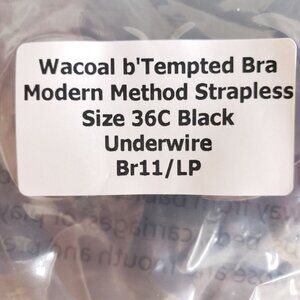 Wacoal b'Tempted Bra
Modern Method Strapless
Size 36C Black
Underwire
Br11/LP